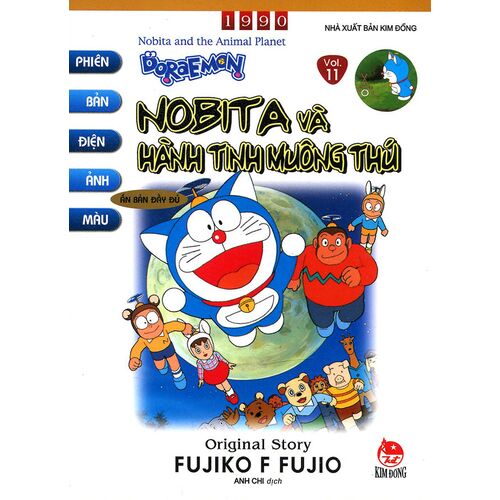 1990
NHÀ XUẤT BẢN KIM ĐỒNG
Nobita and the Animal Planet
DORAEMON
Vol.
11
NOBITA VÀ
HÀNH TINH MUÔNG THÚ
PHIÊN
BẢN
ĐIỆN
ẢNH
MÀU
ẤN BẢN ĐẦY ĐỦ
Original Story
FUJIKO F FUJIO
ANH CHI dịch
KIM ĐỒNG